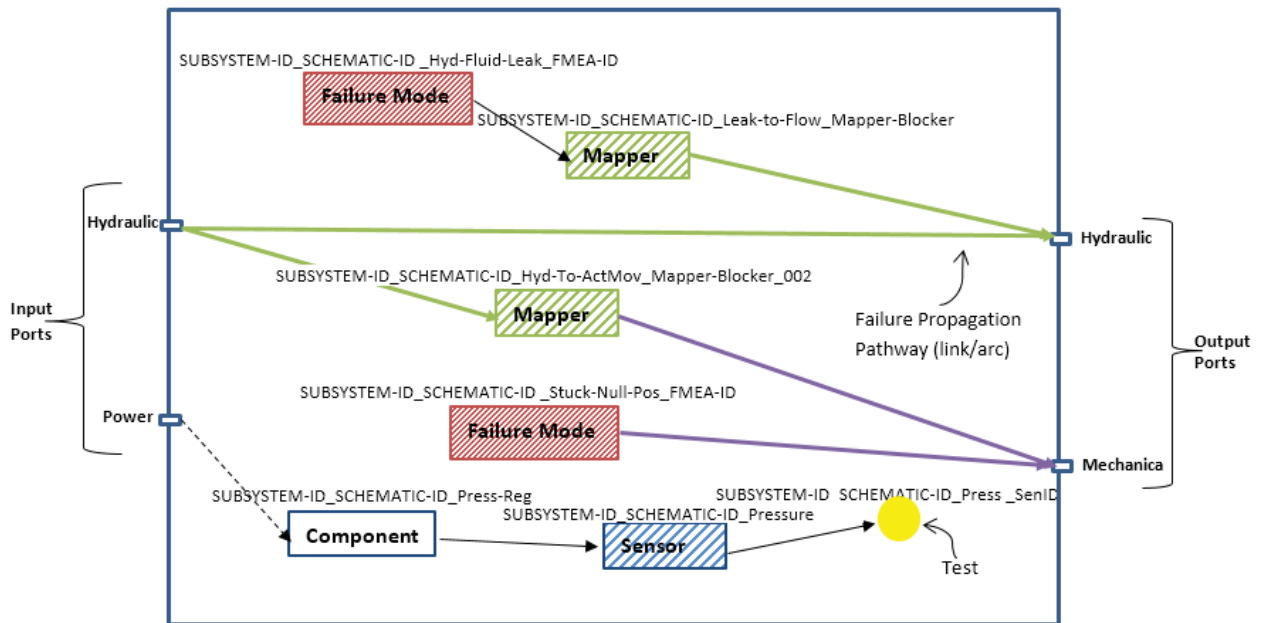 SUBSYSTEM-ID_SCHEMATIC-ID _Hyd-Fluid-Leak_FMEA-ID
Failure Mode
SUBSYSTEM-ID_SCHEMATIC-ID_Leak-to-Flow_Mapper-Blocker
Mapper
Hydraulic
Hydraulic
SUBSYSTEM-ID_SCHEMATIC-ID_Hyd-To-ActMov_Mapper-Blocker_002
Mapper
Input
Ports
Failure Propagation
Pathway (link/arc)
Output
Ports
SUBSYSTEM-ID_SCHEMATIC-ID _Stuck-Null-Pos_FMEA-ID
Power
Failure Mode
Mechanica
SUBSYSTEM-ID_SCHEMATIC-ID_Press-Reg
SUBSYSTEM-ID SCHEMATIC-ID_Press _SenID
SUBSYSTEM-ID_SCHEMATIC-ID_Pressure
Component
Sensor
Test